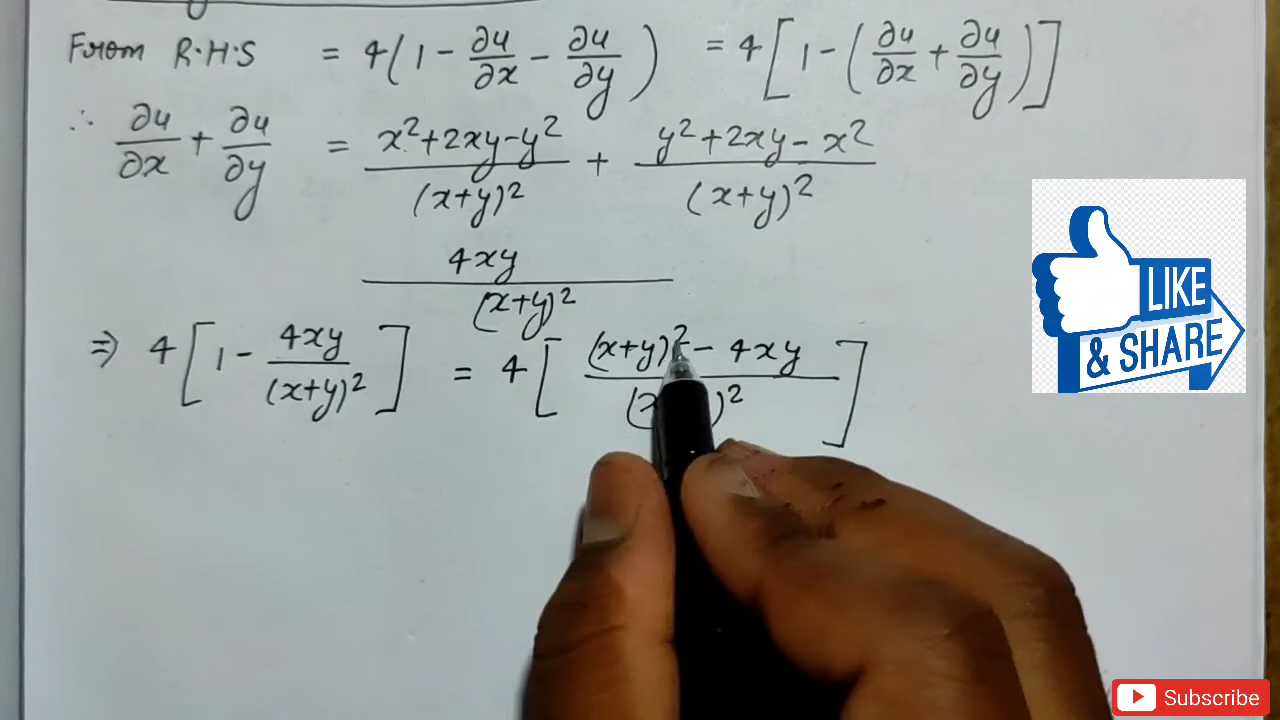 From R.H.S = 4(1 - ∂u/∂x - ∂u/∂y) = 4[1 - (∂u/∂x + ∂u/∂y)]
∴ ∂u/∂x + ∂u/∂y = x²+2xy-y²/(x+y)² + y²+2xy-x²/(x+y)²
4xy/(x+y)²
⇒ 4[1 - 4xy/(x+y)²] = 4[(x+y)² - 4xy/(x )²]
LIKE
& SHARE
Subscribe